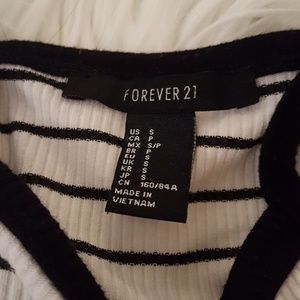 FOREVER 21
US S
CA P
MX S/P
BR P
EU S
UK S
KR S
JP S
CN 160/84A
MADE IN
VIETNAM